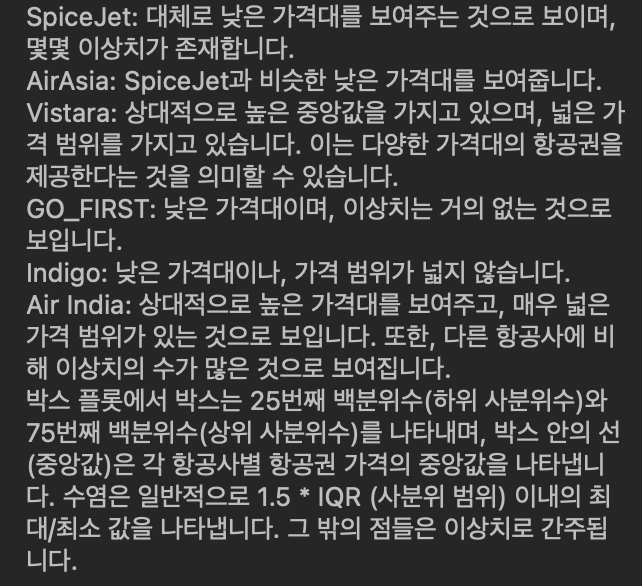 SpiceJet: 대체로 낮은 가격대를 보여주는 것으로 보이며,
몇몇 이상치가 존재합니다.
AirAsia: SpiceJet과 비슷한 낮은 가격대를 보여줍니다.
Vistara: 상대적으로 높은 중앙값을 가지고 있으며, 넓은 가
격 범위를 가지고 있습니다. 이는 다양한 가격대의 항공권을
제공한다는 것을 의미할 수 있습니다.
GO_FIRST: 낮은 가격대이며, 이상치는 거의 없는 것으로
보입니다.
Indigo: 낮은 가격대이나, 가격 범위가 넓지 않습니다.
Air India: 상대적으로 높은 가격대를 보여주고, 매우 넓은
가격 범위가 있는 것으로 보입니다. 또한, 다른 항공사에 비
해 이상치의 수가 많은 것으로 보여집니다.
박스 플롯에서 박스는 25번째 백분위수(하위 사분위수)와
75번째 백분위수(상위 사분위수)를 나타내며, 박스 안의 선
(중앙값)은 각 항공사별 항공권 가격의 중앙값을 나타냅니
다. 수염은 일반적으로 1.5 * IQR (사분위 범위) 이내의 최
대/최소 값을 나타냅니다. 그 밖의 점들은 이상치로 간주됩
니다.